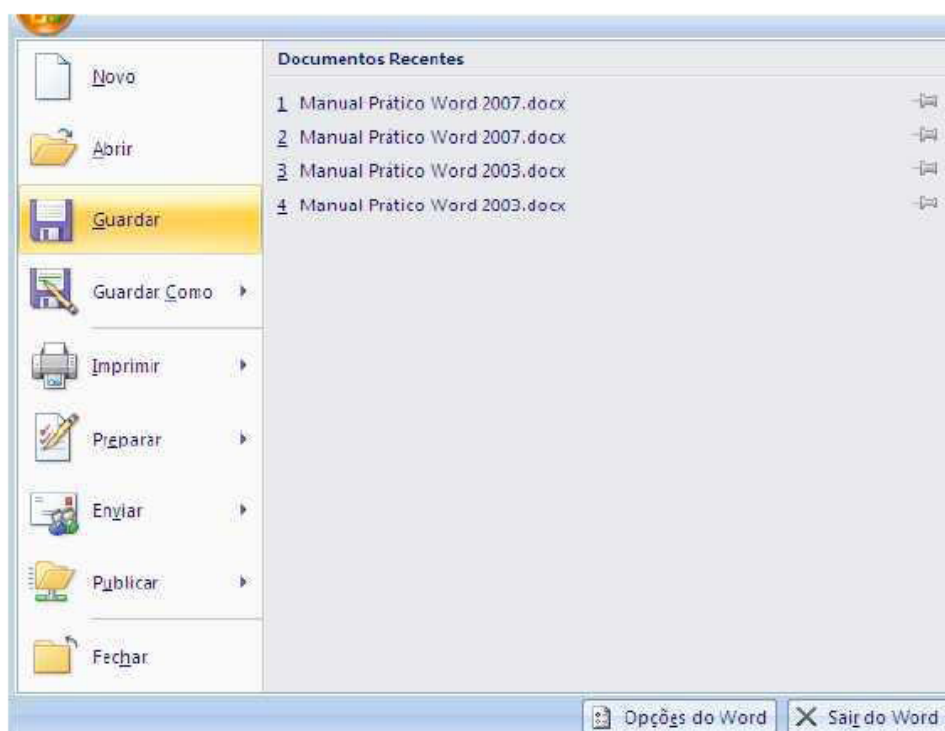 Novo
Abrir
Guardar
Guardar Como
Imprimir
Preparar
Enviar
Publicar
Fechar
Documentos Recentes
1 Manual Prático Word 2007.docx
2 Manual Prático Word 2007.docx
3 Manual Prático Word 2003.docx
4 Manual Prático Word 2003.docx
Opções do Word
Sair do Word